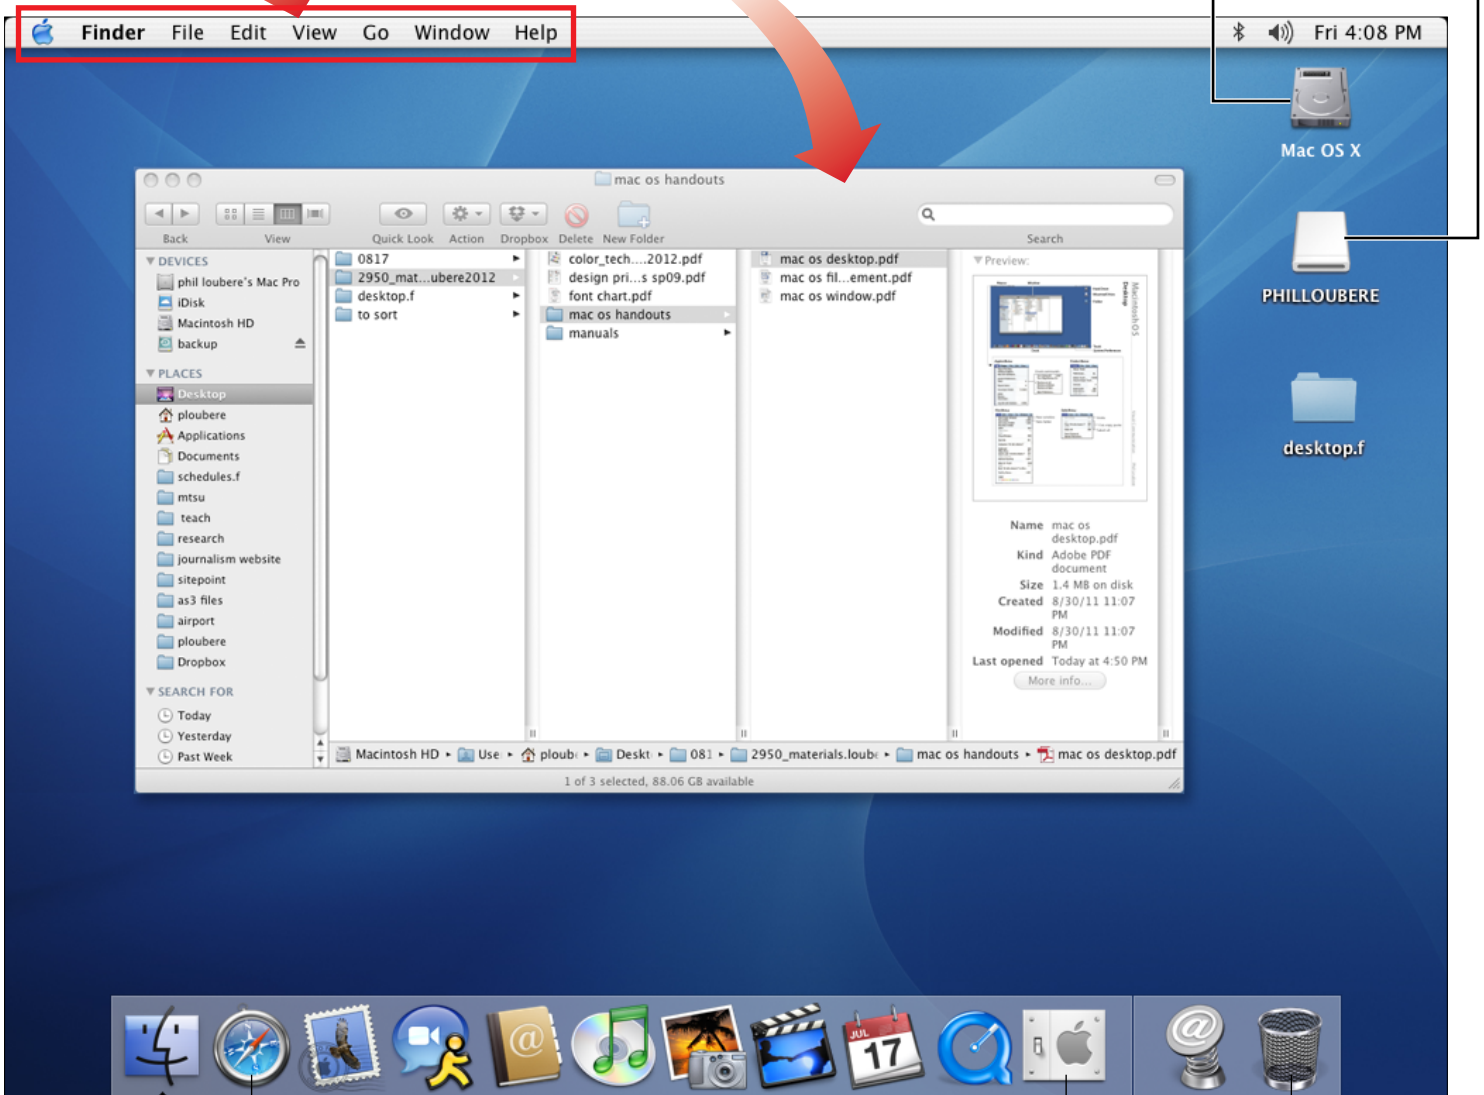 Finder File Edit View Go Window Help
Fri 4:08 PM
Mac OS X
PHILLOUBERE
desktop.f
mac os handouts
Back View Quick Look Action Dropbox Delete New Folder Search
DEVICES
phil loubere's Mac Pro
iDisk
Macintosh HD
backup
PLACES
Desktop
ploubere
Applications
Documents
schedules.f
mtsu
teach
research
journalism website
sitepoint
as3 files
airport
ploubere
Dropbox
SEARCH FOR
Today
Yesterday
Past Week
0817
2950_mat...ubere2012
desktop.f
to sort
color_tech....2012.pdf
design pri...s sp09.pdf
font chart.pdf
mac os handouts
manuals
mac os desktop.pdf
mac os fil...ement.pdf
mac os window.pdf
Preview:
Macintosh OS
Desktop
Name mac os
desktop.pdf
Kind Adobe PDF
document
Size 1.4 MB on disk
Created 8/30/11 11:07
PM
Modified 8/30/11 11:07
PM
Last opened Today at 4:50 PM
More info...
Macintosh HD Use ploub Deskt 081 2950_materials.loub mac os handouts mac os desktop.pdf
1 of 3 selected, 88.06 GB available
@
JUL
17
@